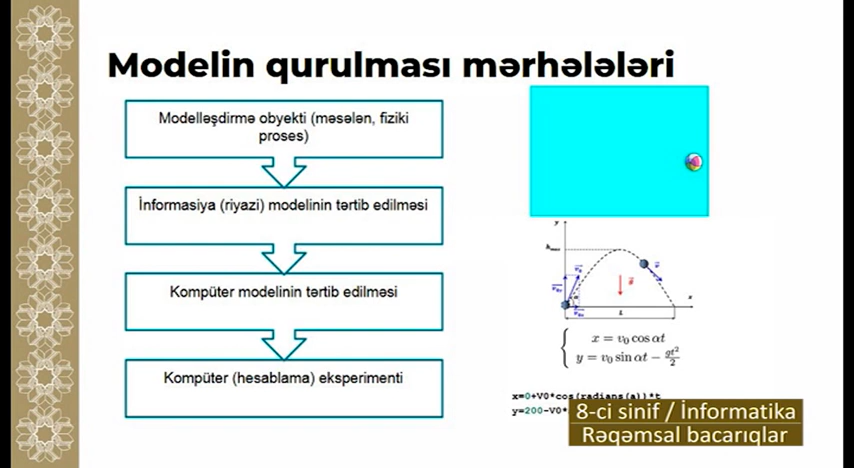 Modelin qurulması mərhələləri
Modelləşdirmə obyekti (məsələn, fiziki
proses)
İnformasiya (riyazi) modelinin tərtib edilməsi
Kompüter modelinin tərtib edilməsi
Kompüter (hesablama) eksperimenti
y
x
L
x = v₀ cos αt
y = v₀ sin αt − gt²/2
x=0+V0*cos(radians(a))*t
y=200-V0*
8-ci sinif / İnformatika
Rəqəmsal bacarıqlar